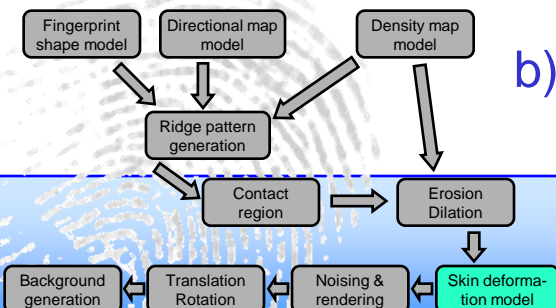 Fingerprint
shape model
Directional map
model
Density map
model
b)
Ridge pattern
generation
Contact
region
Erosion
Dilation
Background
generation
Translation
Rotation
Noising &
rendering
Skin deforma-
tion model